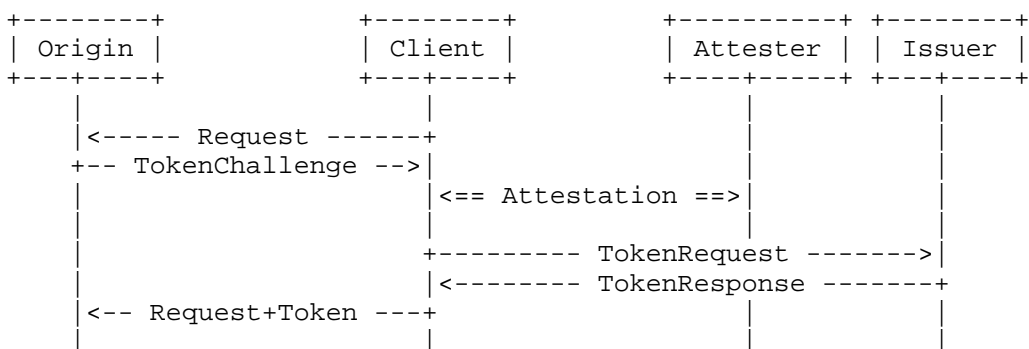 Origin Client Attester Issuer
Request
TokenChallenge
Attestation
TokenRequest
TokenResponse
Request+Token